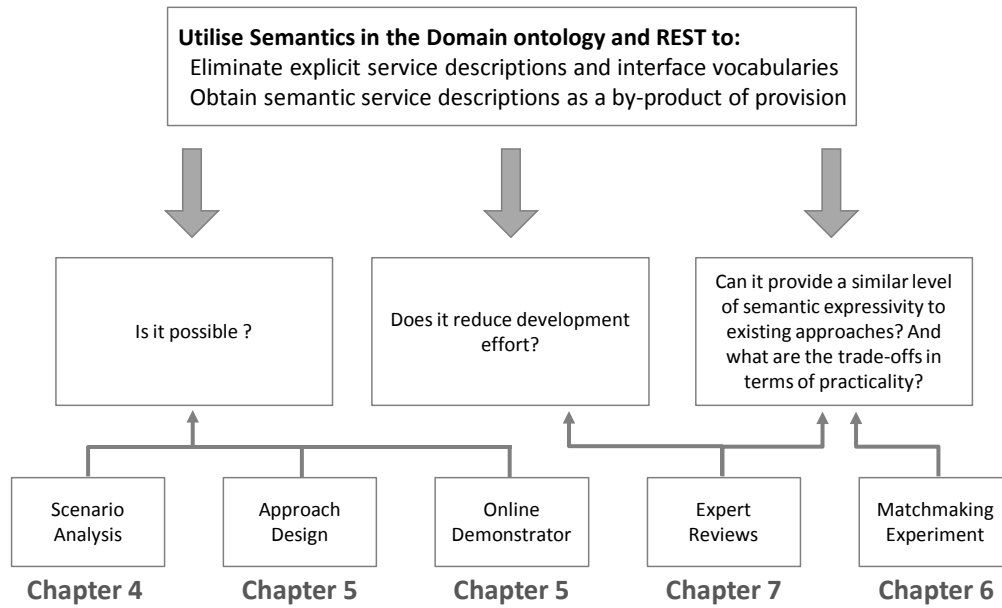 Utilise Semantics in the Domain ontology and REST to:
Eliminate explicit service descriptions and interface vocabularies
Obtain semantic service descriptions as a by-product of provision
Is it possible ?
Does it reduce development
effort?
Can it provide a similar level
of semantic expressivity to
existing approaches? And
what are the trade-offs in
terms of practicality?
Scenario
Analysis
Approach
Design
Online
Demonstrator
Expert
Reviews
Matchmaking
Experiment
Chapter 4
Chapter 5
Chapter 5
Chapter 7
Chapter 6